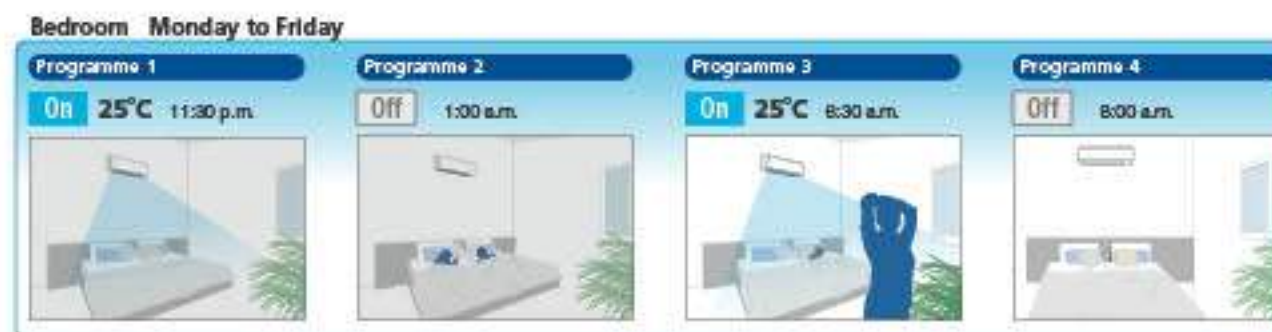 Bedroom Monday to Friday
Programme 1
On 25°C 11:30 p.m.
Programme 2
Off 1:00 a.m.
Programme 3
On 25°C 6:30 a.m.
Programme 4
Off 8:00 a.m.